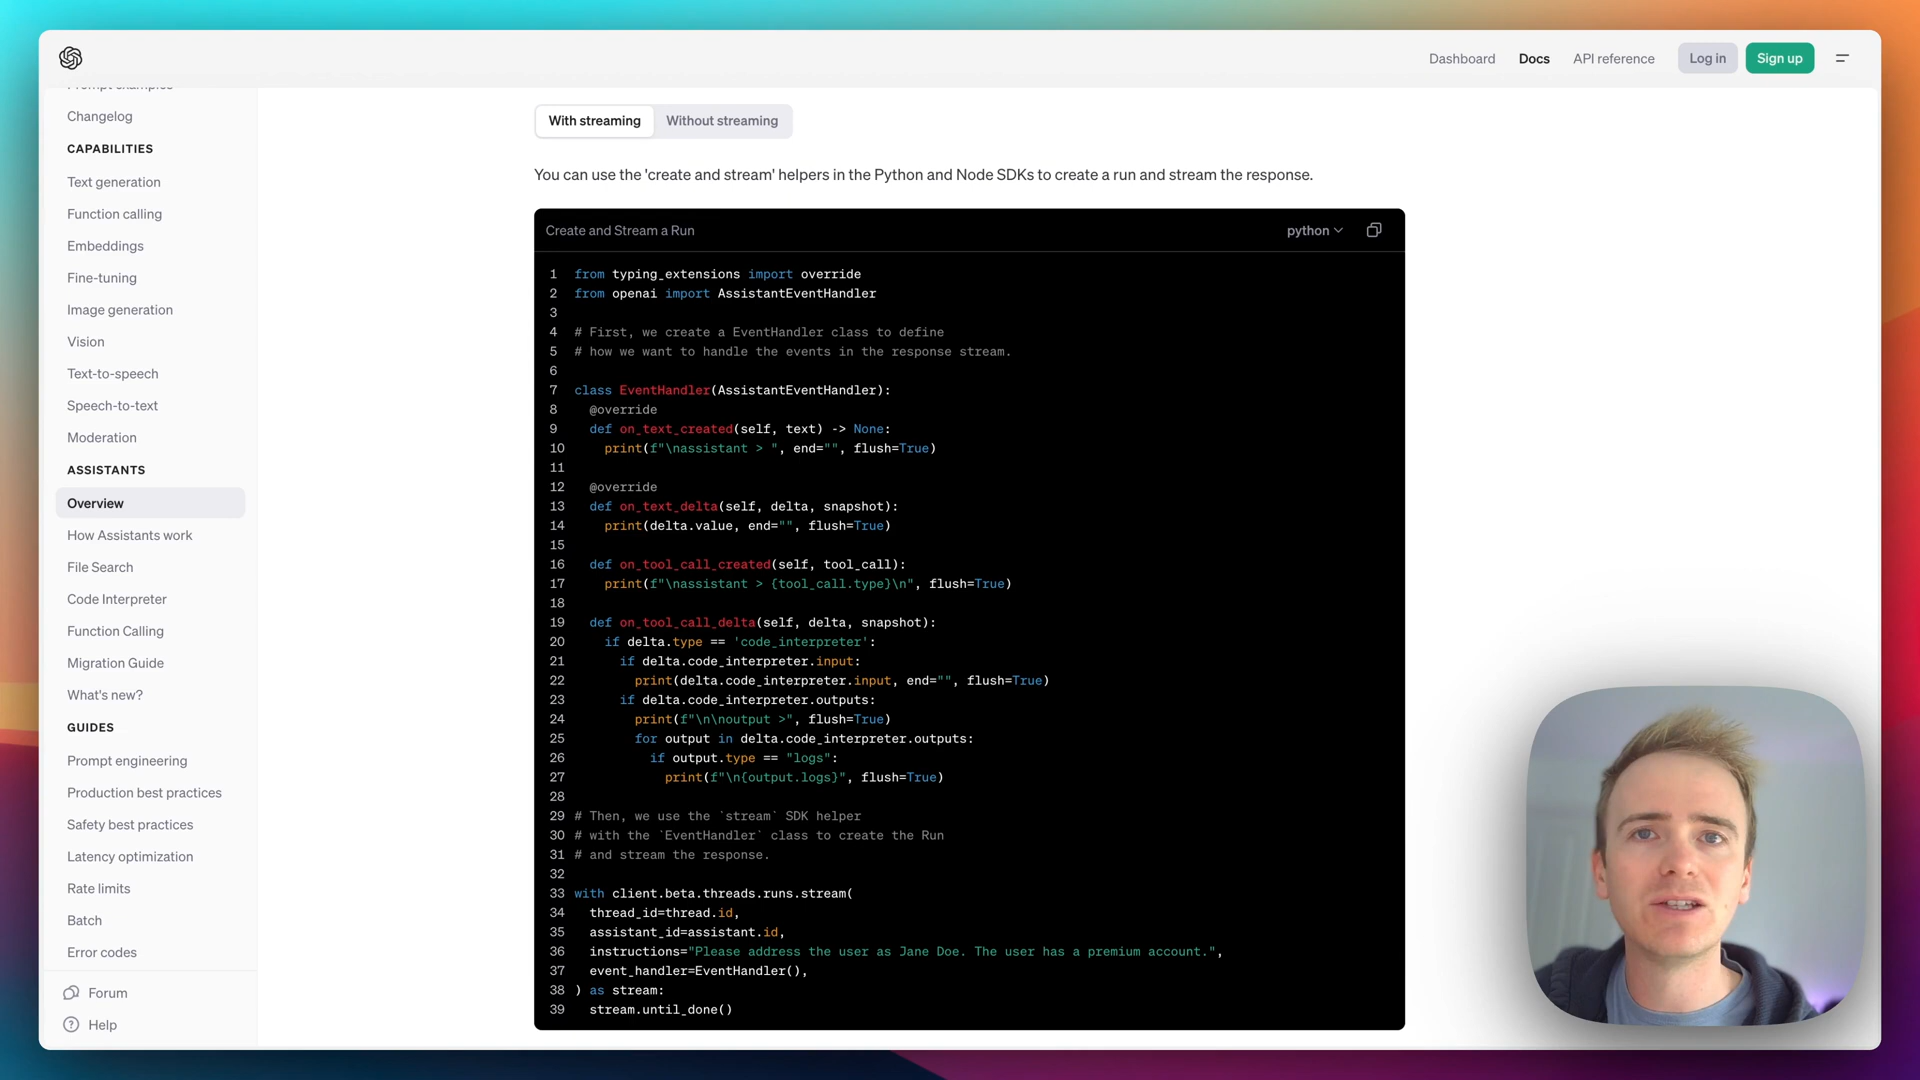 Dashboard
Docs
API reference
Log in
Sign up
Prompt examples
Changelog
CAPABILITIES
Text generation
Function calling
Embeddings
Fine-tuning
Image generation
Vision
Text-to-speech
Speech-to-text
Moderation
ASSISTANTS
Overview
How Assistants work
File Search
Code Interpreter
Function Calling
Migration Guide
What's new?
GUIDES
Prompt engineering
Production best practices
Safety best practices
Latency optimization
Rate limits
Batch
Error codes
Forum
Help
With streaming
Without streaming
You can use the 'create and stream' helpers in the Python and Node SDKs to create a run and stream the response.
Create and Stream a Run
python
1 from typing_extensions import override
2 from openai import AssistantEventHandler
3
4 # First, we create a EventHandler class to define
5 # how we want to handle the events in the response stream.
6
7 class EventHandler(AssistantEventHandler):
8 @override
9 def on_text_created(self, text) -> None:
10 print(f"\nassistant > ", end="", flush=True)
11
12 @override
13 def on_text_delta(self, delta, snapshot):
14 print(delta.value, end="", flush=True)
15
16 def on_tool_call_created(self, tool_call):
17 print(f"\nassistant > {tool_call.type}\n", flush=True)
18
19 def on_tool_call_delta(self, delta, snapshot):
20 if delta.type == 'code_interpreter':
21 if delta.code_interpreter.input:
22 print(delta.code_interpreter.input, end="", flush=True)
23 if delta.code_interpreter.outputs:
24 print(f"\n\noutput >", flush=True)
25 for output in delta.code_interpreter.outputs:
26 if output.type == "logs":
27 print(f"\n{output.logs}", flush=True)
28
29 # Then, we use the `stream` SDK helper
30 # with the `EventHandler` class to create the Run
31 # and stream the response.
32
33 with client.beta.threads.runs.stream(
34 thread_id=thread.id,
35 assistant_id=assistant.id,
36 instructions="Please address the user as Jane Doe. The user has a premium account.",
37 event_handler=EventHandler(),
38 ) as stream:
39 stream.until_done()